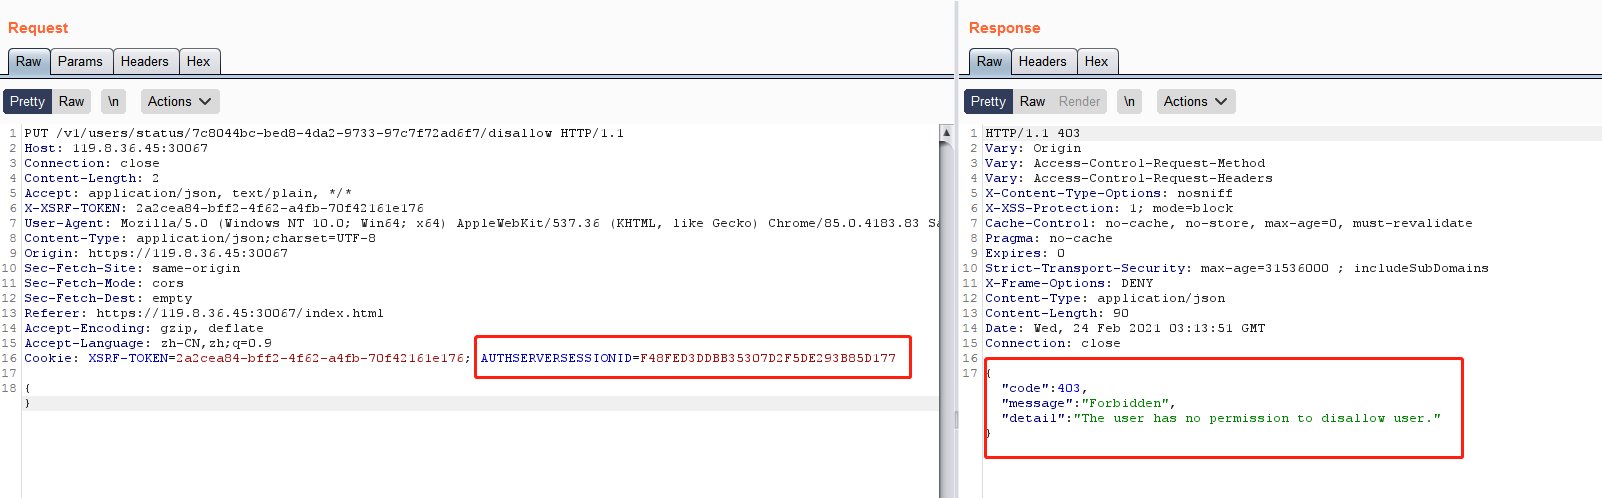 Request
Raw Params Headers Hex
Pretty Raw \n Actions
1 PUT /v1/users/status/7c8044bc-bed8-4da2-9733-97c7f72ad6f7/disallow HTTP/1.1
2 Host: 119.8.36.45:30067
3 Connection: close
4 Content-Length: 2
5 Accept: application/json, text/plain, */*
6 X-XSRF-TOKEN: 2a2cea84-bff2-4f62-a4fb-70f42161e176
7 User-Agent: Mozilla/5.0 (Windows NT 10.0; Win64; x64) AppleWebKit/537.36 (KHTML, like Gecko) Chrome/85.0.4183.83 Sa
8 Content-Type: application/json;charset=UTF-8
9 Origin: https://119.8.36.45:30067
10 Sec-Fetch-Site: same-origin
11 Sec-Fetch-Mode: cors
12 Sec-Fetch-Dest: empty
13 Referer: https://119.8.36.45:30067/index.html
14 Accept-Encoding: gzip, deflate
15 Accept-Language: zh-CN,zh;q=0.9
16 Cookie: XSRF-TOKEN=2a2cea84-bff2-4f62-a4fb-70f42161e176; AUTHSERVERSESSIONID=F48FED3DDBB35307D2F5DE293B85D177
17
18 {
}
Response
Raw Headers Hex
Pretty Raw Render \n Actions
1 HTTP/1.1 403
2 Vary: Origin
3 Vary: Access-Control-Request-Method
4 Vary: Access-Control-Request-Headers
5 X-Content-Type-Options: nosniff
6 X-XSS-Protection: 1; mode=block
7 Cache-Control: no-cache, no-store, max-age=0, must-revalidate
8 Pragma: no-cache
9 Expires: 0
10 Strict-Transport-Security: max-age=31536000 ; includeSubDomains
11 X-Frame-Options: DENY
12 Content-Type: application/json
13 Content-Length: 90
14 Date: Wed, 24 Feb 2021 03:13:51 GMT
15 Connection: close
16
17 {
"code":403,
"message":"Forbidden",
"detail":"The user has no permission to disallow user."
}